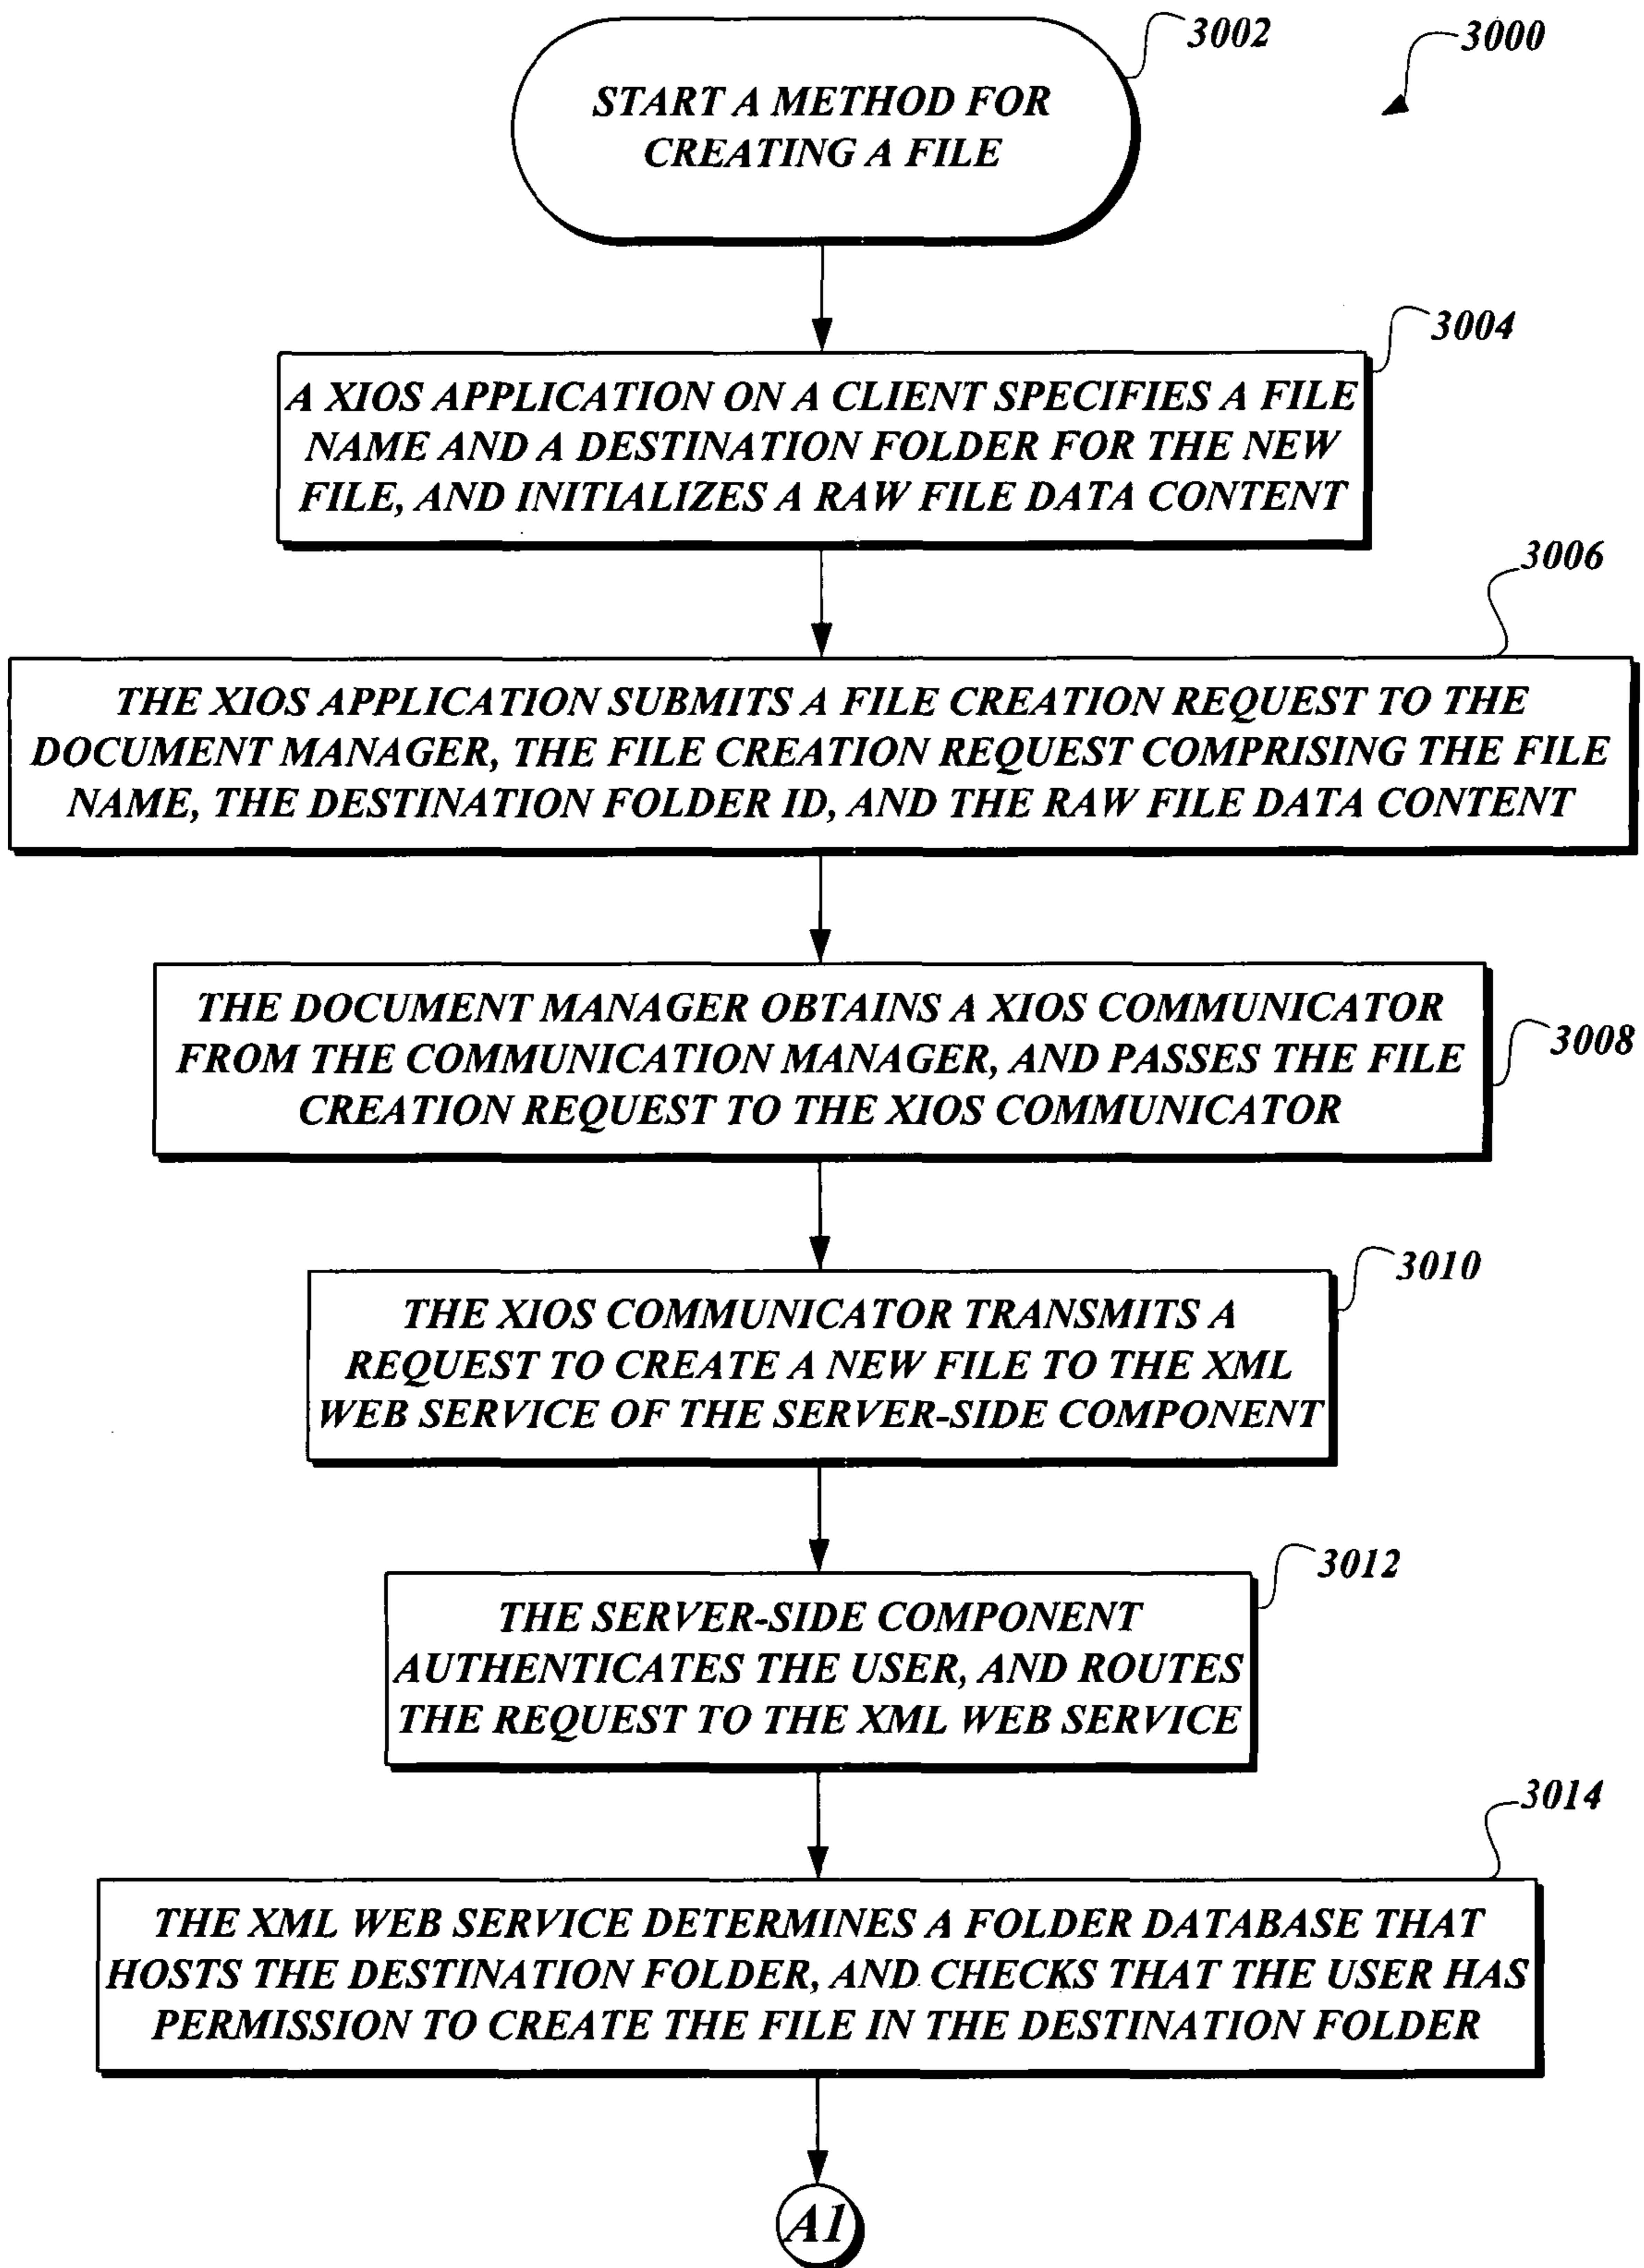 3002
3000
START A METHOD FOR
CREATING A FILE
3004
A XIOS APPLICATION ON A CLIENT SPECIFIES A FILE
NAME AND A DESTINATION FOLDER FOR THE NEW
FILE, AND INITIALIZES A RAW FILE DATA CONTENT
3006
THE XIOS APPLICATION SUBMITS A FILE CREATION REQUEST TO THE
DOCUMENT MANAGER, THE FILE CREATION REQUEST COMPRISING THE FILE
NAME, THE DESTINATION FOLDER ID, AND THE RAW FILE DATA CONTENT
THE DOCUMENT MANAGER OBTAINS A XIOS COMMUNICATOR
FROM THE COMMUNICATION MANAGER, AND PASSES THE FILE
CREATION REQUEST TO THE XIOS COMMUNICATOR
3008
3010
THE XIOS COMMUNICATOR TRANSMITS A
REQUEST TO CREATE A NEW FILE TO THE XML
WEB SERVICE OF THE SERVER-SIDE COMPONENT
3012
THE SERVER-SIDE COMPONENT
AUTHENTICATES THE USER, AND ROUTES
THE REQUEST TO THE XML WEB SERVICE
3014
THE XML WEB SERVICE DETERMINES A FOLDER DATABASE THAT
HOSTS THE DESTINATION FOLDER, AND CHECKS THAT THE USER HAS
PERMISSION TO CREATE THE FILE IN THE DESTINATION FOLDER
A1